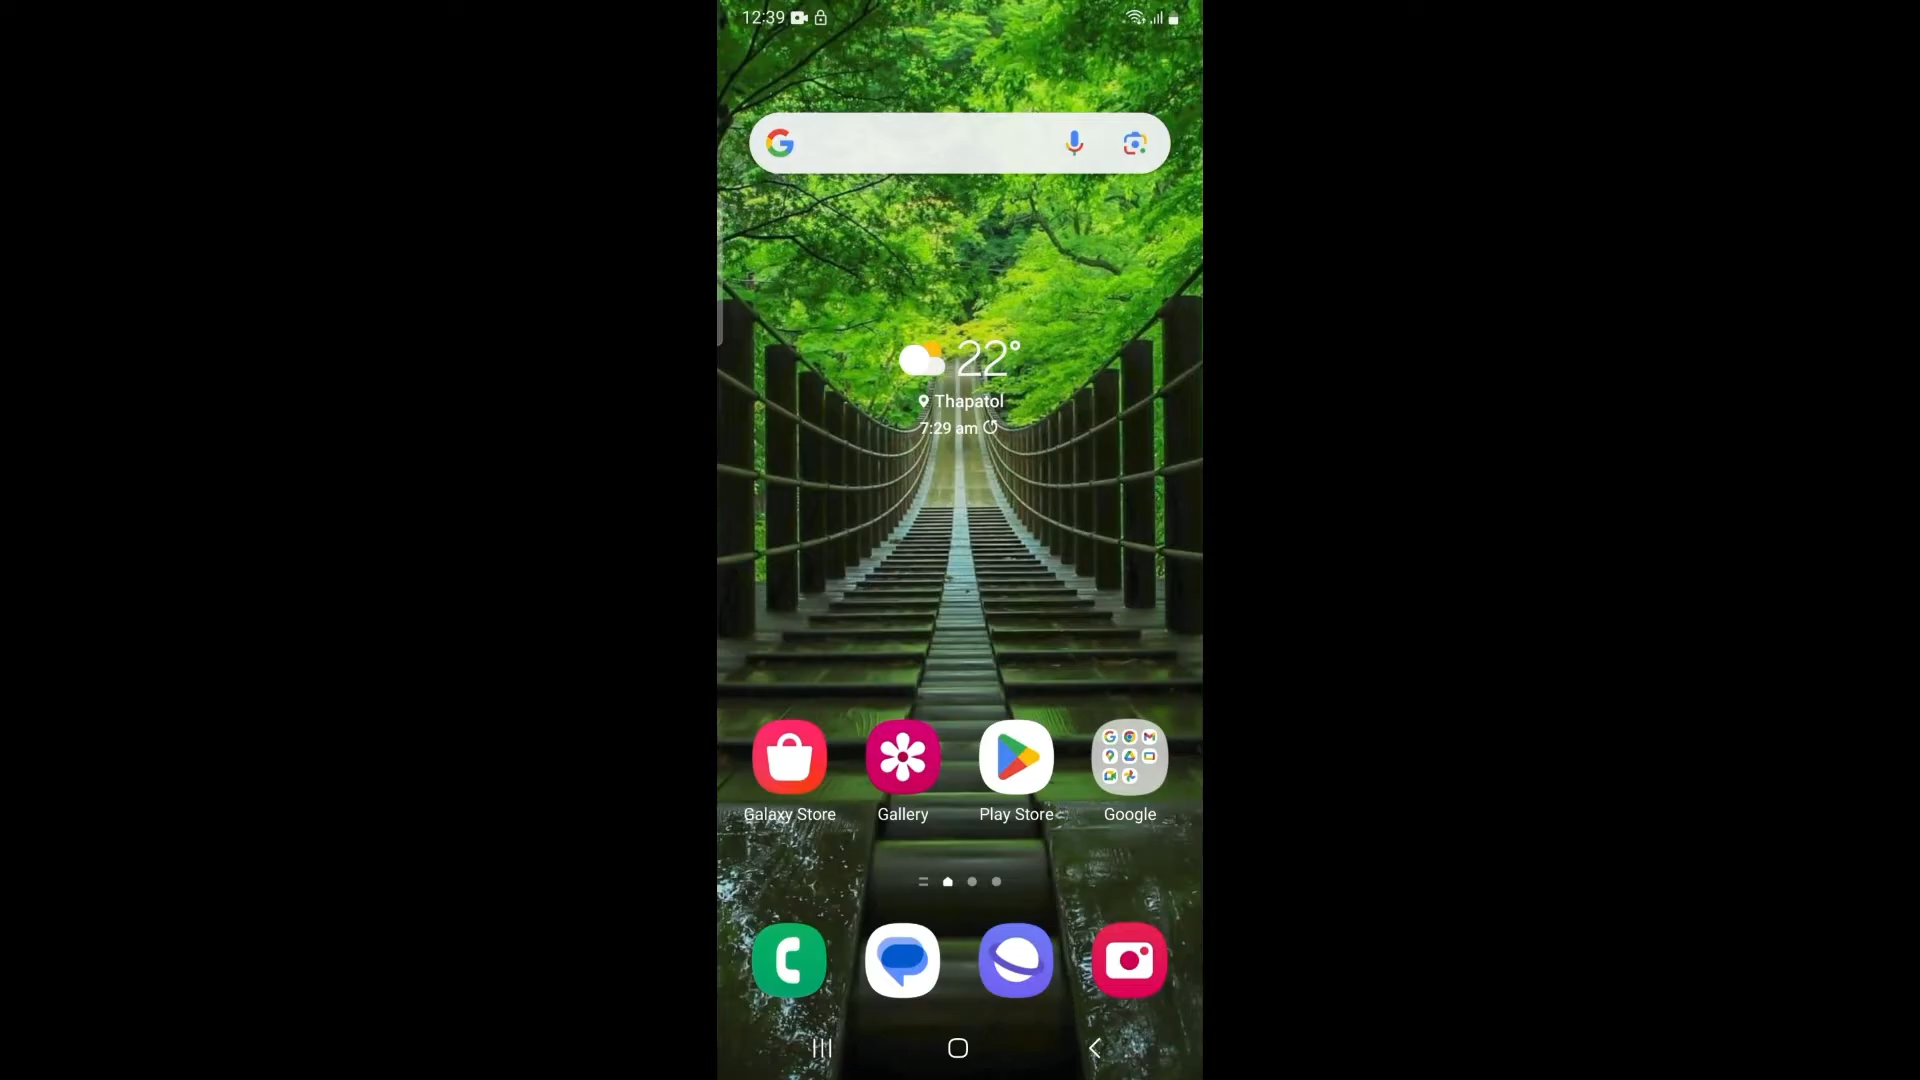 12:39
22°
Thapatol
7:29 am
Galaxy Store
Gallery
Play Store
Google